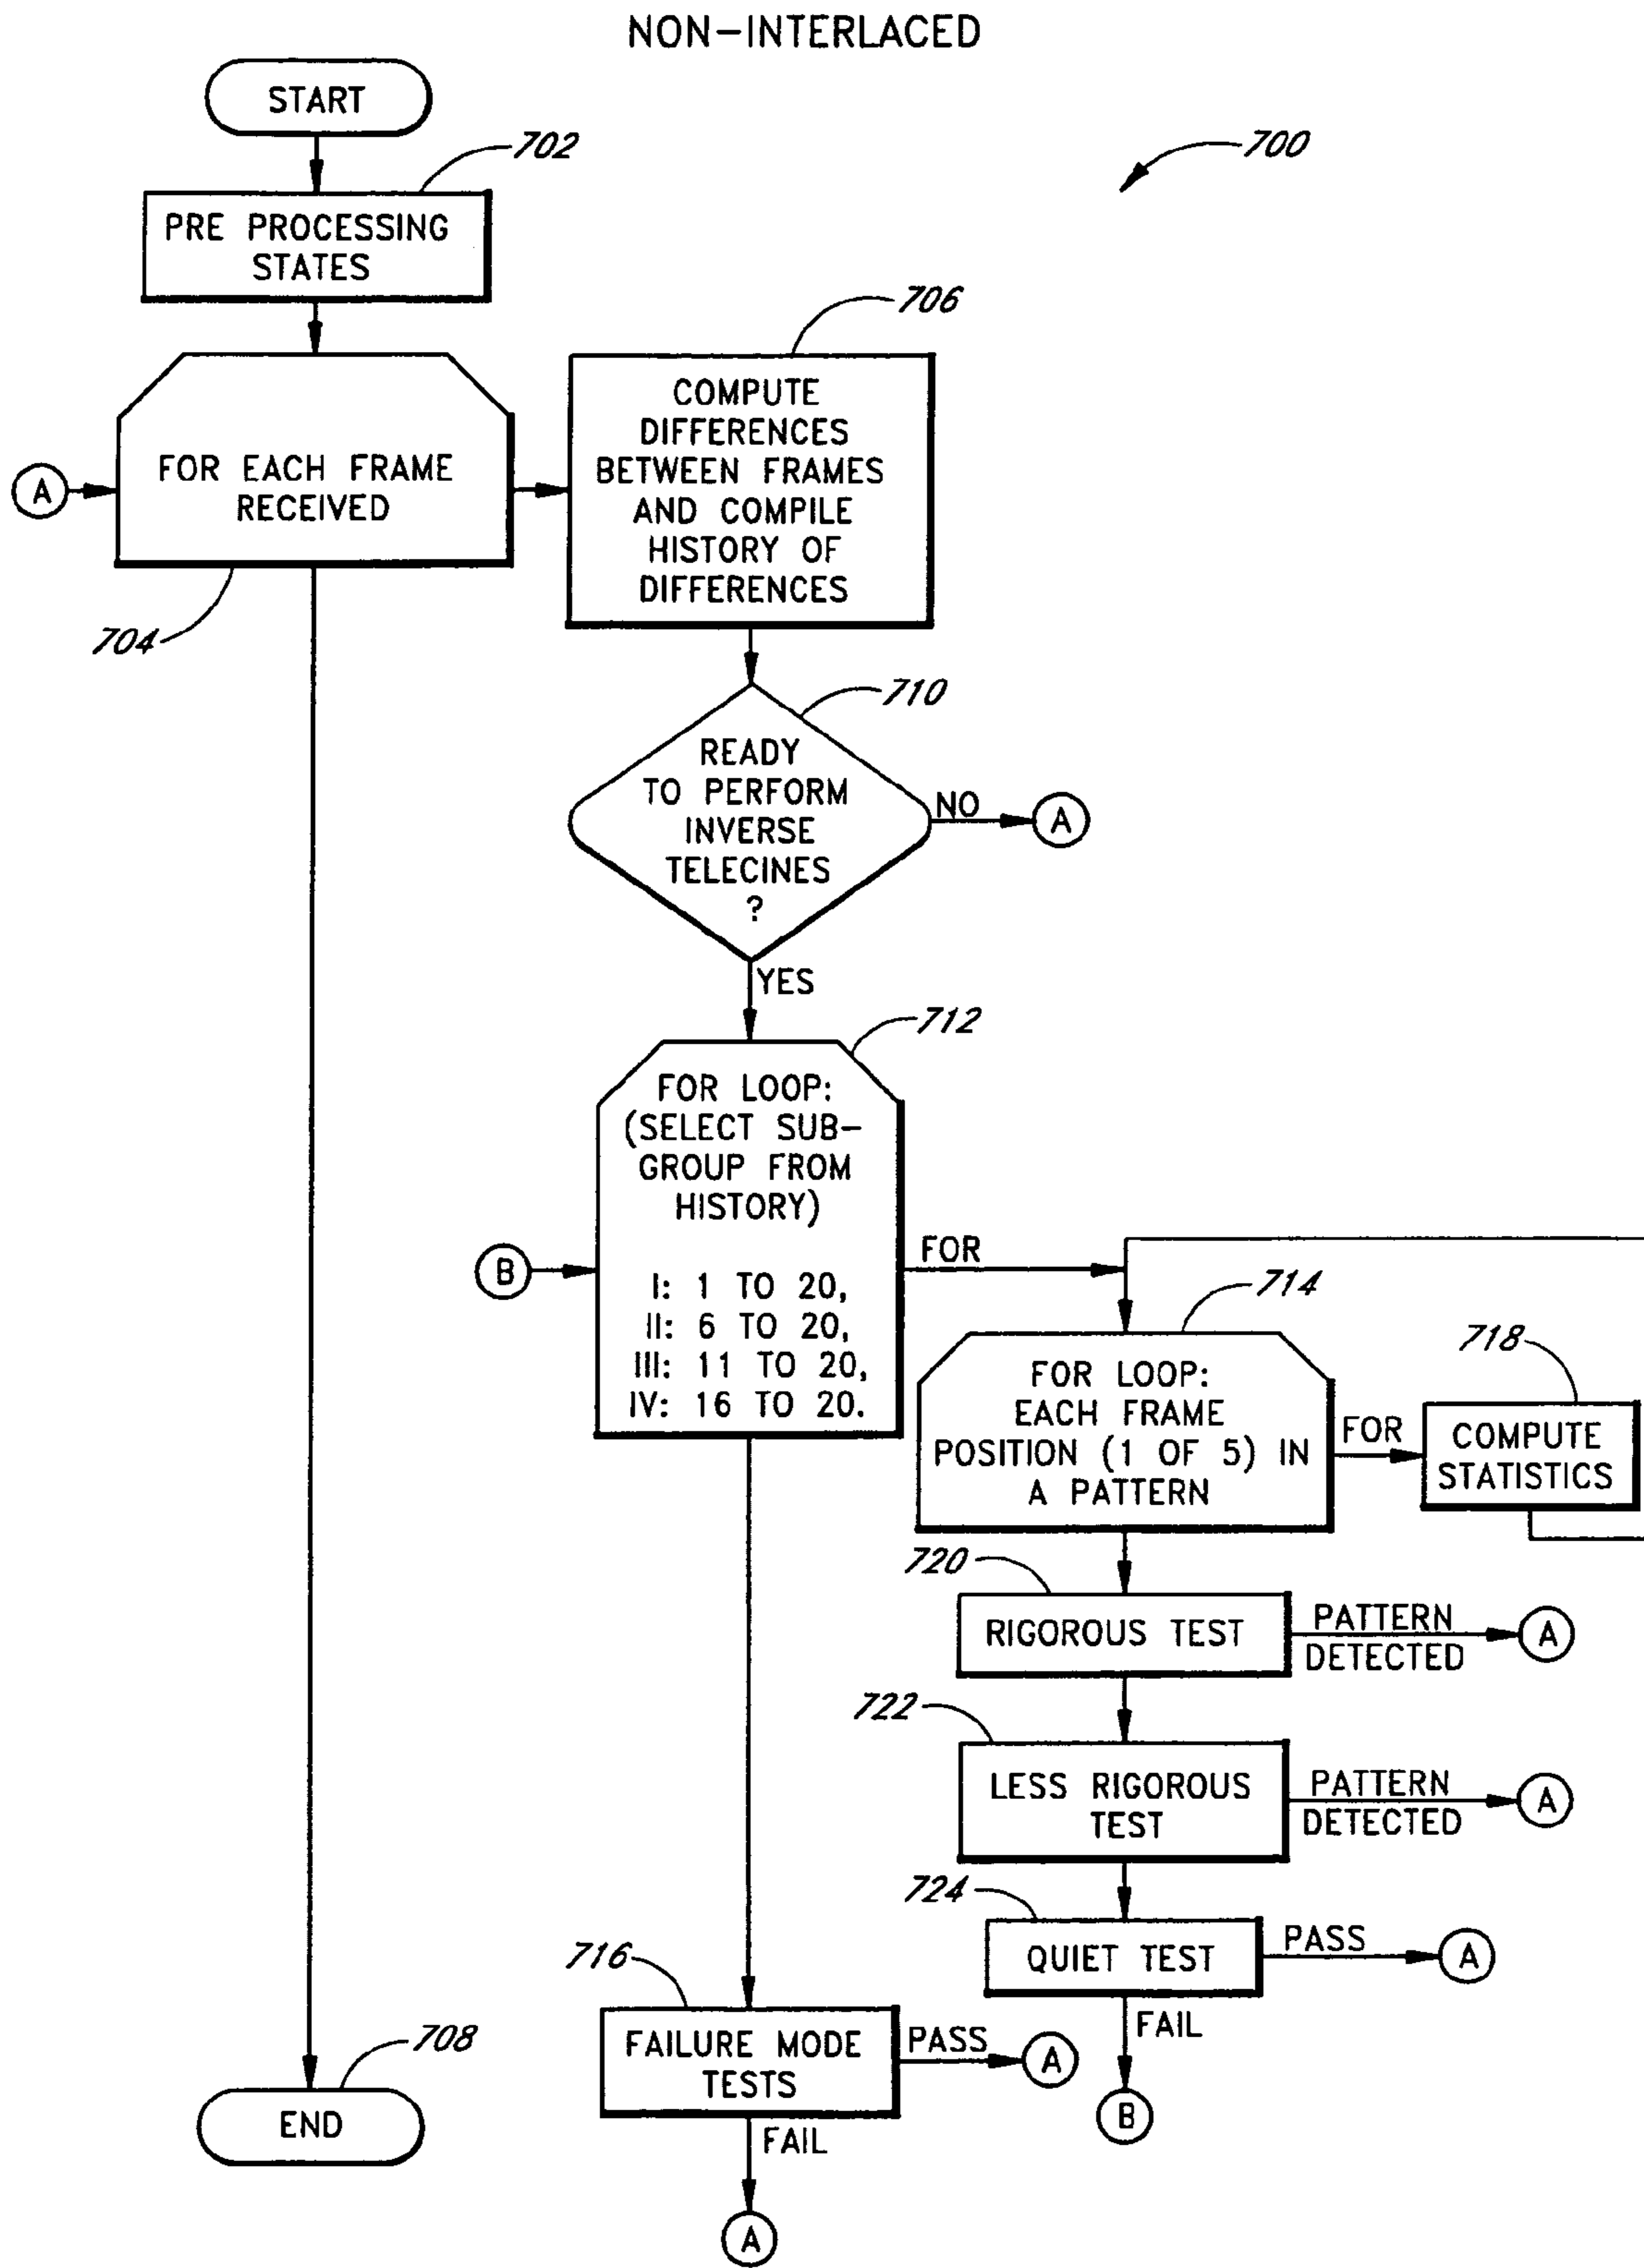 NON-INTERLACED
START
702
700
PRE PROCESSING
STATES
706
COMPUTE
DIFFERENCES
BETWEEN FRAMES
AND COMPILE
HISTORY OF
DIFFERENCES
A
FOR EACH FRAME
RECEIVED
704
710
READY
TO PERFORM
INVERSE
TELECINES
?
NO
A
YES
712
FOR LOOP:
(SELECT SUB-
GROUP FROM
HISTORY)
B
I: 1 TO 20,
II: 6 TO 20,
III: 11 TO 20,
IV: 16 TO 20.
FOR
714
FOR LOOP:
EACH FRAME
POSITION (1 OF 5) IN
A PATTERN
FOR
718
COMPUTE
STATISTICS
720
RIGOROUS TEST
PATTERN
DETECTED
A
722
LESS RIGOROUS
TEST
PATTERN
DETECTED
A
724
QUIET TEST
PASS
A
FAIL
B
716
FAILURE MODE
TESTS
PASS
A
FAIL
A
708
END